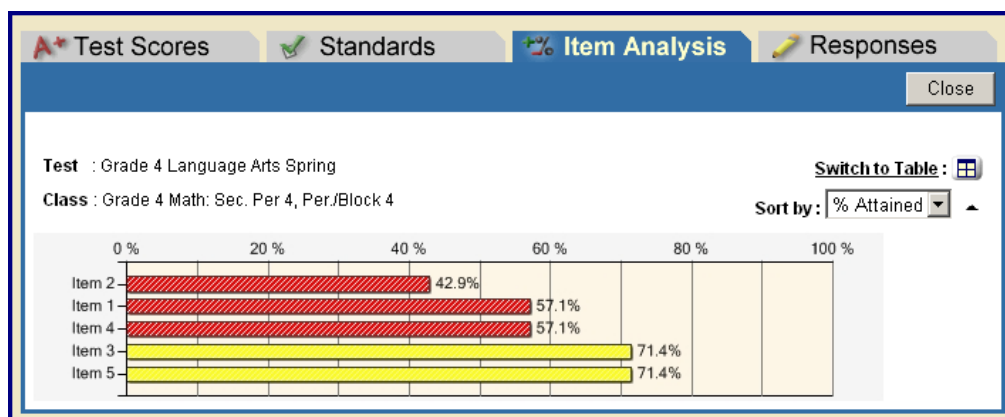 A+ Test Scores
Standards
+-% Item Analysis
Responses
Close
Test : Grade 4 Language Arts Spring
Switch to Table :
Class : Grade 4 Math: Sec. Per 4, Per./Block 4
Sort by : % Attained
0 % 20 % 40 % 60 % 80 % 100 %
Item 2 42.9%
Item 1 57.1%
Item 4 57.1%
Item 3 71.4%
Item 5 71.4%